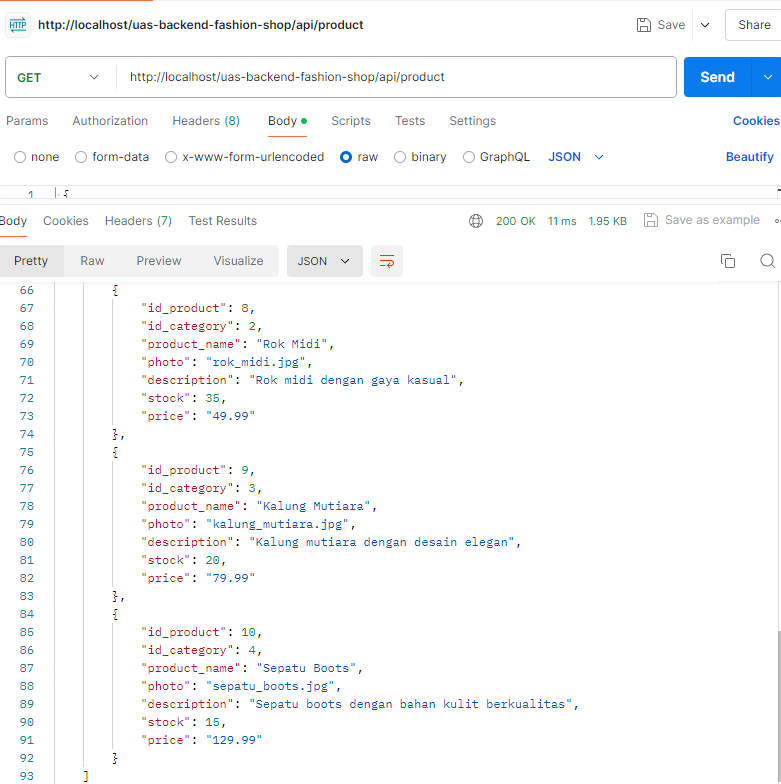 HTTP http://localhost/uas-backend-fashion-shop/api/product Save Share
GET http://localhost/uas-backend-fashion-shop/api/product Send
Params Authorization Headers (8) Body Scripts Tests Settings Cookies
none form-data x-www-form-urlencoded raw binary GraphQL JSON Beautify
1 {
Body Cookies Headers (7) Test Results 200 OK 11 ms 1.95 KB Save as example
Pretty Raw Preview Visualize JSON
66 {
67 "id_product": 8,
68 "id_category": 2,
69 "product_name": "Rok Midi",
70 "photo": "rok_midi.jpg",
71 "description": "Rok midi dengan gaya kasual",
72 "stock": 35,
73 "price": "49.99"
74 },
75 {
76 "id_product": 9,
77 "id_category": 3,
78 "product_name": "Kalung Mutiara",
79 "photo": "kalung_mutiara.jpg",
80 "description": "Kalung mutiara dengan desain elegan",
81 "stock": 20,
82 "price": "79.99"
83 },
84 {
85 "id_product": 10,
86 "id_category": 4,
87 "product_name": "Sepatu Boots",
88 "photo": "sepatu_boots.jpg",
89 "description": "Sepatu boots dengan bahan kulit berkualitas",
90 "stock": 15,
91 "price": "129.99"
92 }
93 ]